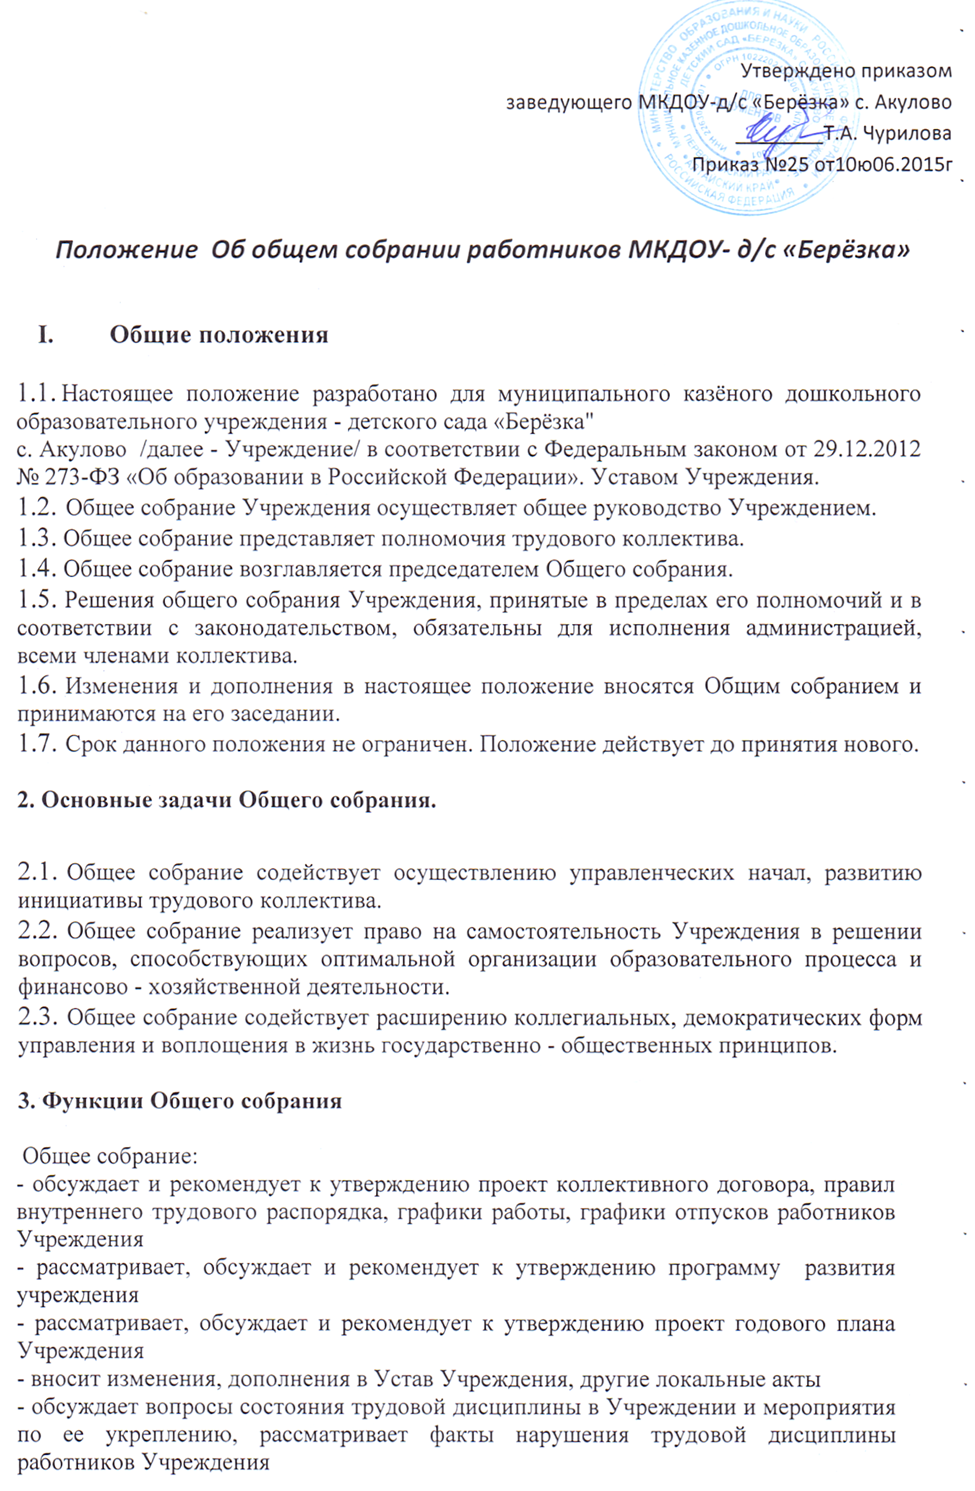 Утверждено приказом
заведующего МКДОУ-д/с «Берёзка» с. Акулово
Т.А. Чурилова
Приказ №25 от10ю06.2015г
Положение Об общем собрании работников МКДОУ- д/с «Берёзка»
I. Общие положения
1.1. Настоящее положение разработано для муниципального казёного дошкольного
образовательного учреждения - детского сада «Берёзка"
с. Акулово /далее - Учреждение/ в соответствии с Федеральным законом от 29.12.2012
№ 273-ФЗ «Об образовании в Российской Федерации». Уставом Учреждения.
1.2. Общее собрание Учреждения осуществляет общее руководство Учреждением.
1.3. Общее собрание представляет полномочия трудового коллектива.
1.4. Общее собрание возглавляется председателем Общего собрания.
1.5. Решения общего собрания Учреждения, принятые в пределах его полномочий и в
соответствии с законодательством, обязательны для исполнения администрацией,
всеми членами коллектива.
1.6. Изменения и дополнения в настоящее положение вносятся Общим собранием и
принимаются на его заседании.
1.7. Срок данного положения не ограничен. Положение действует до принятия нового.
2. Основные задачи Общего собрания.
2.1. Общее собрание содействует осуществлению управленческих начал, развитию
инициативы трудового коллектива.
2.2. Общее собрание реализует право на самостоятельность Учреждения в решении
вопросов, способствующих оптимальной организации образовательного процесса и
финансово - хозяйственной деятельности.
2.3. Общее собрание содействует расширению коллегиальных, демократических форм
управления и воплощения в жизнь государственно - общественных принципов.
3. Функции Общего собрания
Общее собрание:
- обсуждает и рекомендует к утверждению проект коллективного договора, правил
внутреннего трудового распорядка, графики работы, графики отпусков работников
Учреждения
- рассматривает, обсуждает и рекомендует к утверждению программу развития
учреждения
- рассматривает, обсуждает и рекомендует к утверждению проект годового плана
Учреждения
- вносит изменения, дополнения в Устав Учреждения, другие локальные акты
- обсуждает вопросы состояния трудовой дисциплины в Учреждении и мероприятия
по ее укреплению, рассматривает факты нарушения трудовой дисциплины
работников Учреждения